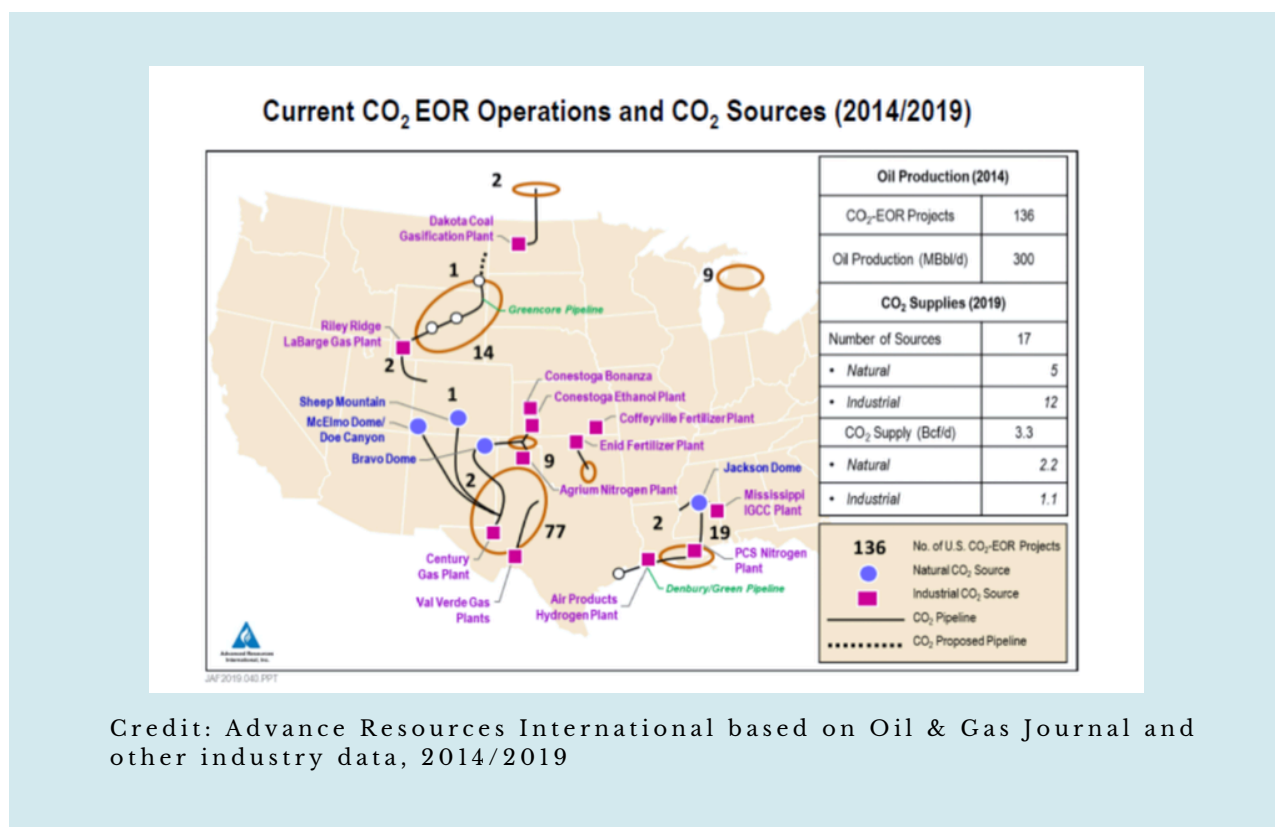 Current CO₂ EOR Operations and CO₂ Sources (2014/2019)
2
Dakota Coal
Gasification Plant
1
9
Greencore Pipeline
Riley Ridge
LaBarge Gas Plant
14
2
Conestoga Bonanza
1
Conestoga Ethanol Plant
Sheep Mountain
Coffeyville Fertilizer Plant
McElmo Dome/
Doe Canyon
Enid Fertilizer Plant
Bravo Dome
9
Jackson Dome
2
Agrium Nitrogen Plant
Mississippi
IGCC Plant
2
19
77
PCS Nitrogen
Plant
Century
Gas Plant
Denbury/Green Pipeline
Val Verde Gas
Plants
Air Products
Hydrogen Plant
Oil Production (2014)
CO₂-EOR Projects 136
Oil Production (MBbl/d) 300
CO₂ Supplies (2019)
Number of Sources 17
• Natural 5
• Industrial 12
CO₂ Supply (Bcf/d) 3.3
• Natural 2.2
• Industrial 1.1
136 No. of U.S. CO₂-EOR Projects
Natural CO₂ Source
Industrial CO₂ Source
CO₂ Pipeline
CO₂ Proposed Pipeline
Advanced Resources
International, Inc.
JAF2019.040.PPT
Credit: Advance Resources International based on Oil & Gas Journal and
other industry data, 2014/2019